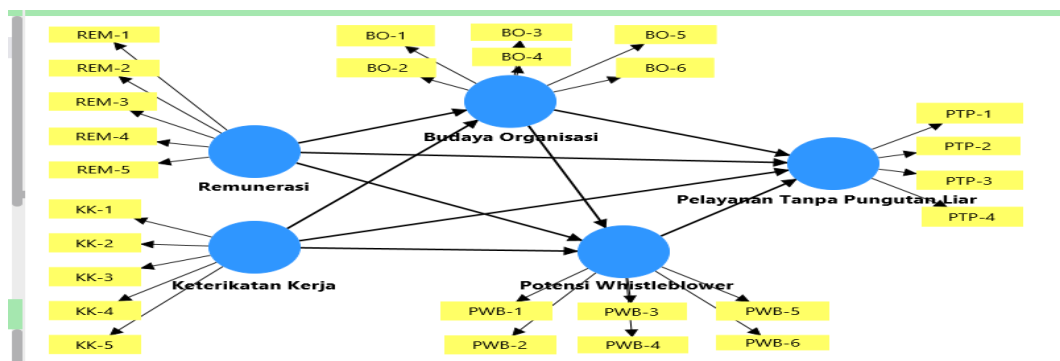 REM-1
REM-2
REM-3
REM-4
REM-5
Remunerasi
KK-1
KK-2
KK-3
KK-4
KK-5
Keterikatan Kerja
BO-1
BO-2
BO-3
BO-4
BO-5
BO-6
Budaya Organisasi
PWB-1
PWB-2
PWB-3
PWB-4
PWB-5
PWB-6
Potensi Whistleblower
PTP-1
PTP-2
PTP-3
PTP-4
Pelayanan Tanpa Pungutan Liar